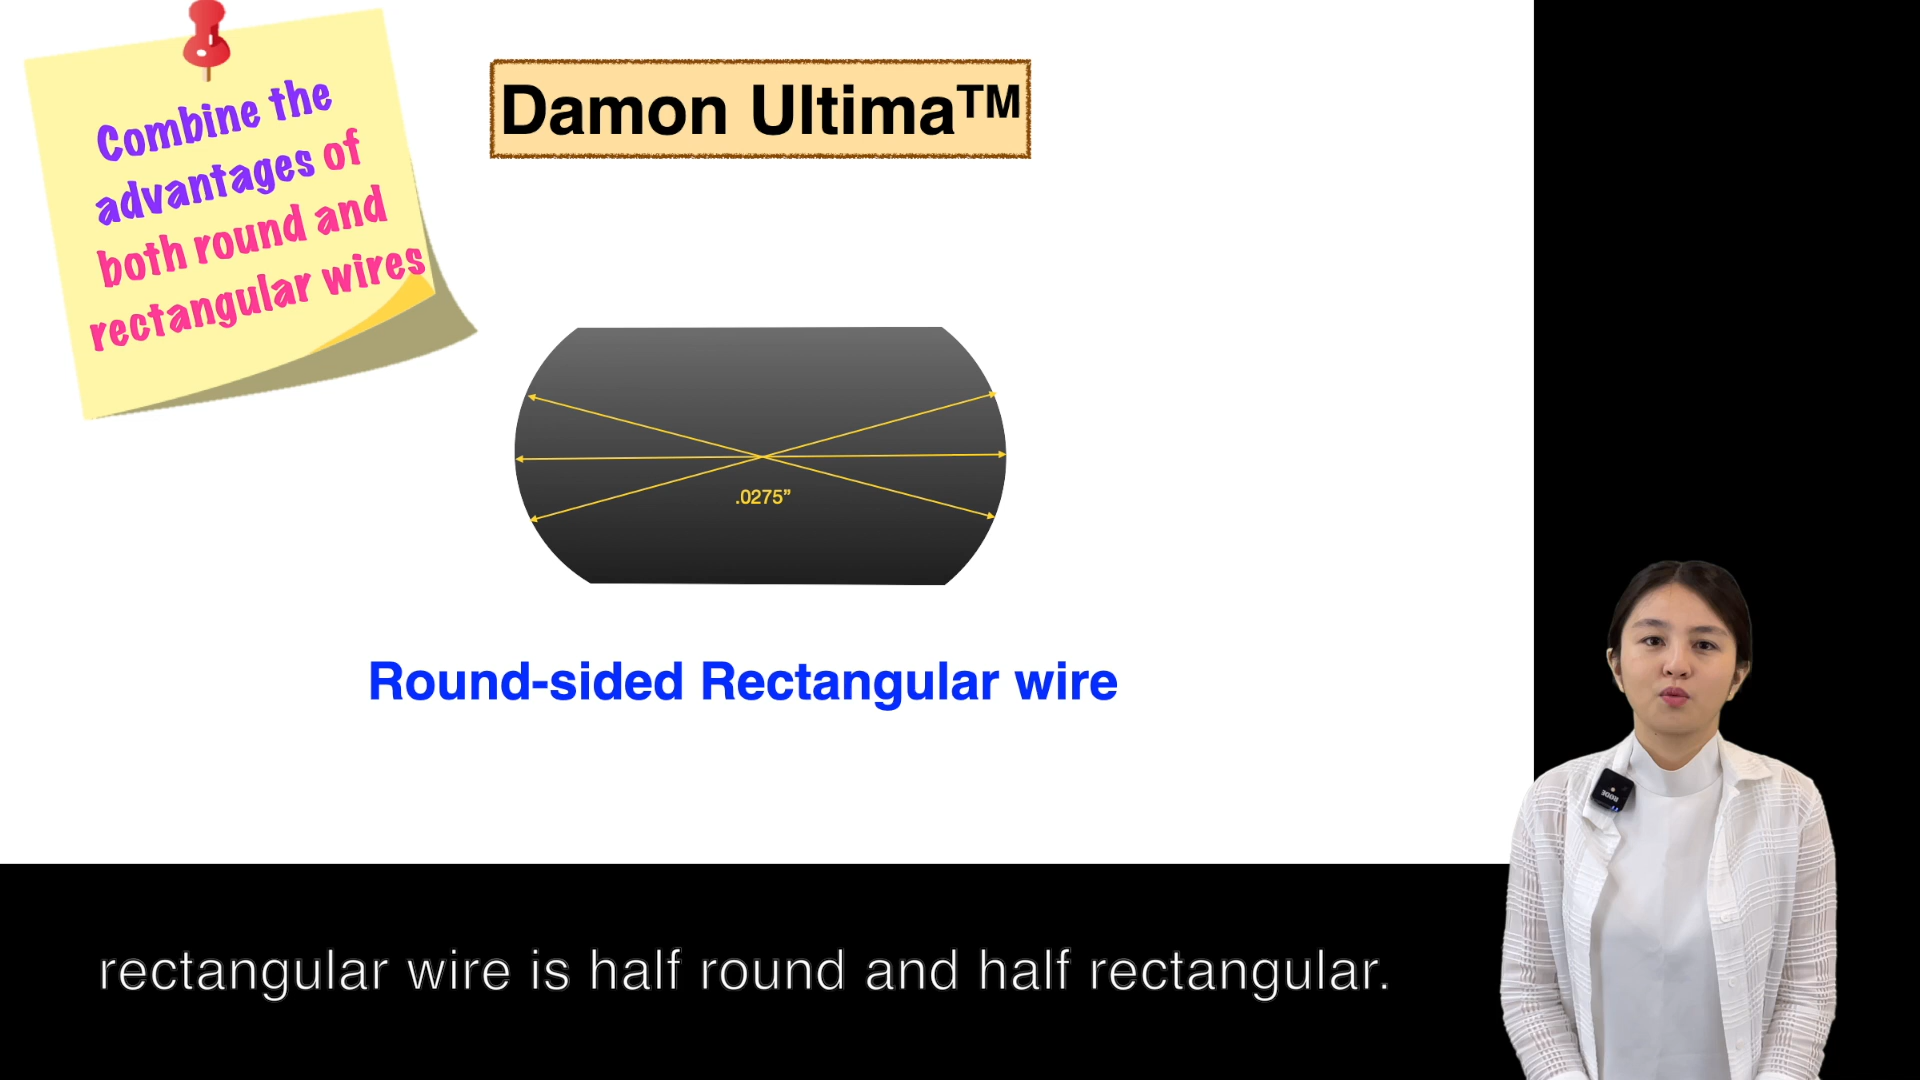 Combine the
advantages of
both round and
rectangular wires
Damon Ultima™
.0275”
Round-sided Rectangular wire
RODE
rectangular wire is half round and half rectangular.